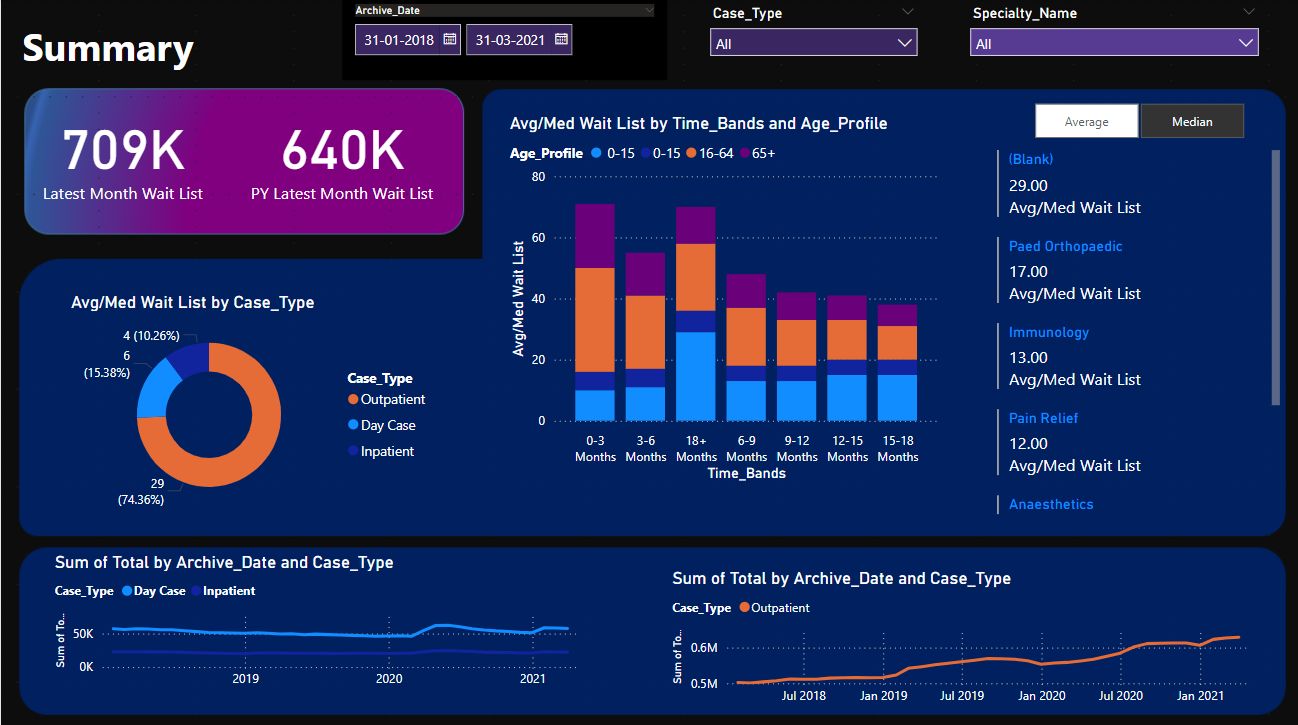 Summary
Archive_Date
31-01-2018
31-03-2021
Case_Type
All
Specialty_Name
All
709K
Latest Month Wait List
640K
PY Latest Month Wait List
Avg/Med Wait List by Case_Type
4 (10.26%)
6
(15.38%)
29
(74.36%)
Case_Type
Outpatient
Day Case
Inpatient
Avg/Med Wait List by Time_Bands and Age_Profile
Age_Profile 0-15 0-15 16-64 65+
Avg/Med Wait List
80
60
40
20
0
0-3
Months
3-6
Months
18+
Months
6-9
Months
9-12
Months
12-15
Months
15-18
Months
Time_Bands
Average
Median
(Blank)
29.00
Avg/Med Wait List
Paed Orthopaedic
17.00
Avg/Med Wait List
Immunology
13.00
Avg/Med Wait List
Pain Relief
12.00
Avg/Med Wait List
Anaesthetics
Sum of Total by Archive_Date and Case_Type
Case_Type Day Case Inpatient
Sum of To...
50K
0K
2019
2020
2021
Sum of Total by Archive_Date and Case_Type
Case_Type Outpatient
Sum of To...
0.6M
0.5M
Jul 2018
Jan 2019
Jul 2019
Jan 2020
Jul 2020
Jan 2021